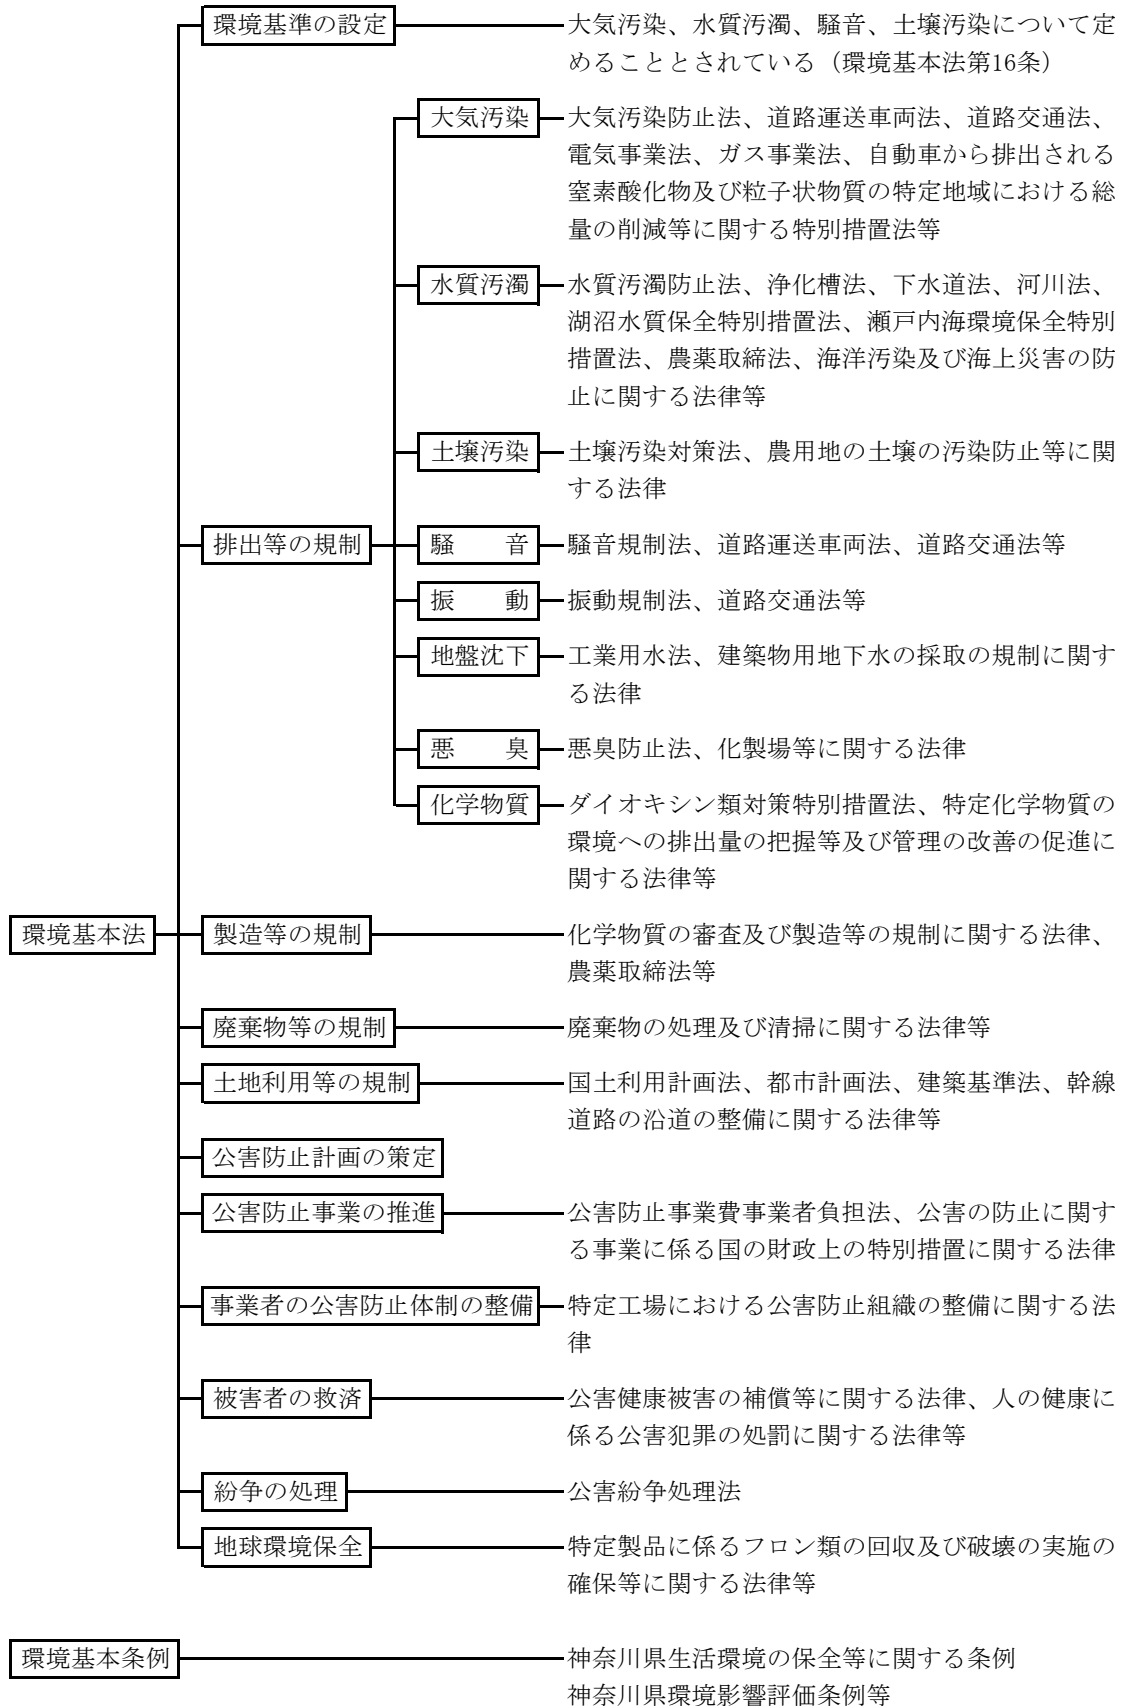 環境基準の設定
大気汚染、水質汚濁、騒音、土壌汚染について定
めることとされている（環境基本法第16条）
大気汚染
大気汚染防止法、道路運送車両法、道路交通法、
電気事業法、ガス事業法、自動車から排出される
窒素酸化物及び粒子状物質の特定地域における総
量の削減等に関する特別措置法等
水質汚濁
水質汚濁防止法、浄化槽法、下水道法、河川法、
湖沼水質保全特別措置法、瀬戸内海環境保全特別
措置法、農薬取締法、海洋汚染及び海上災害の防
止に関する法律等
土壌汚染
土壌汚染対策法、農用地の土壌の汚染防止等に関
する法律
排出等の規制
騒　　音
騒音規制法、道路運送車両法、道路交通法等
振　　動
振動規制法、道路交通法等
地盤沈下
工業用水法、建築物用地下水の採取の規制に関す
る法律
悪　　臭
悪臭防止法、化製場等に関する法律
化学物質
ダイオキシン類対策特別措置法、特定化学物質の
環境への排出量の把握等及び管理の改善の促進に
関する法律等
環境基本法
製造等の規制
化学物質の審査及び製造等の規制に関する法律、
農薬取締法等
廃棄物等の規制
廃棄物の処理及び清掃に関する法律等
土地利用等の規制
国土利用計画法、都市計画法、建築基準法、幹線
道路の沿道の整備に関する法律等
公害防止計画の策定
公害防止事業の推進
公害防止事業費事業者負担法、公害の防止に関す
る事業に係る国の財政上の特別措置に関する法律
事業者の公害防止体制の整備
特定工場における公害防止組織の整備に関する法
律
被害者の救済
公害健康被害の補償等に関する法律、人の健康に
係る公害犯罪の処罰に関する法律等
紛争の処理
公害紛争処理法
地球環境保全
特定製品に係るフロン類の回収及び破壊の実施の
確保等に関する法律等
環境基本条例
神奈川県生活環境の保全等に関する条例
神奈川県環境影響評価条例等